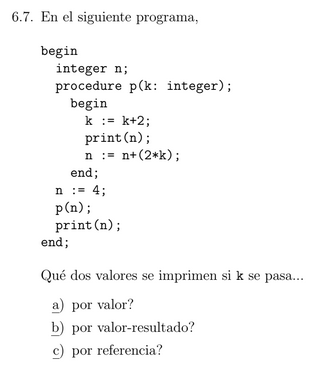 6.7. En el siguiente programa,
begin
integer n;
procedure p(k: integer);
begin
k := k+2;
print(n);
n := n+(2*k);
end;
n := 4;
p(n);
print(n);
end;
Qué dos valores se imprimen si k se pasa...
a) por valor?
b) por valor-resultado?
c) por referencia?